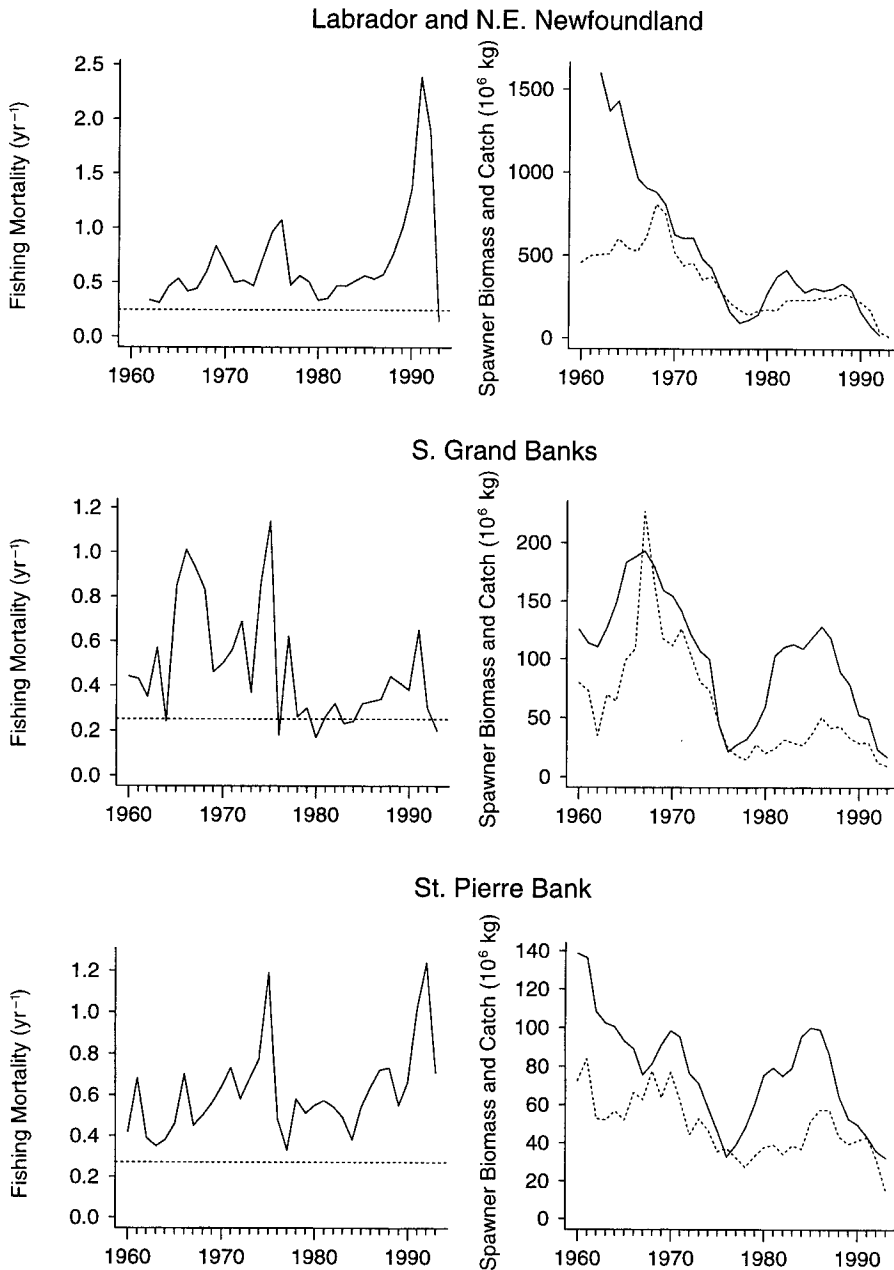 Labrador and N.E. Newfoundland
Fishing Mortality (yr⁻¹)
2.5
2.0
1.5
1.0
0.5
0.0
1960 1970 1980 1990
Spawner Biomass and Catch (10⁶ kg)
1500
1000
500
0
1960 1970 1980 1990
S. Grand Banks
Fishing Mortality (yr⁻¹)
1.2
1.0
0.8
0.6
0.4
0.2
0.0
1960 1970 1980 1990
Spawner Biomass and Catch (10⁶ kg)
200
150
100
50
0
1960 1970 1980 1990
St. Pierre Bank
Fishing Mortality (yr⁻¹)
1.2
1.0
0.8
0.6
0.4
0.2
0.0
1960 1970 1980 1990
Spawner Biomass and Catch (10⁶ kg)
140
120
100
80
60
40
20
0
1960 1970 1980 1990